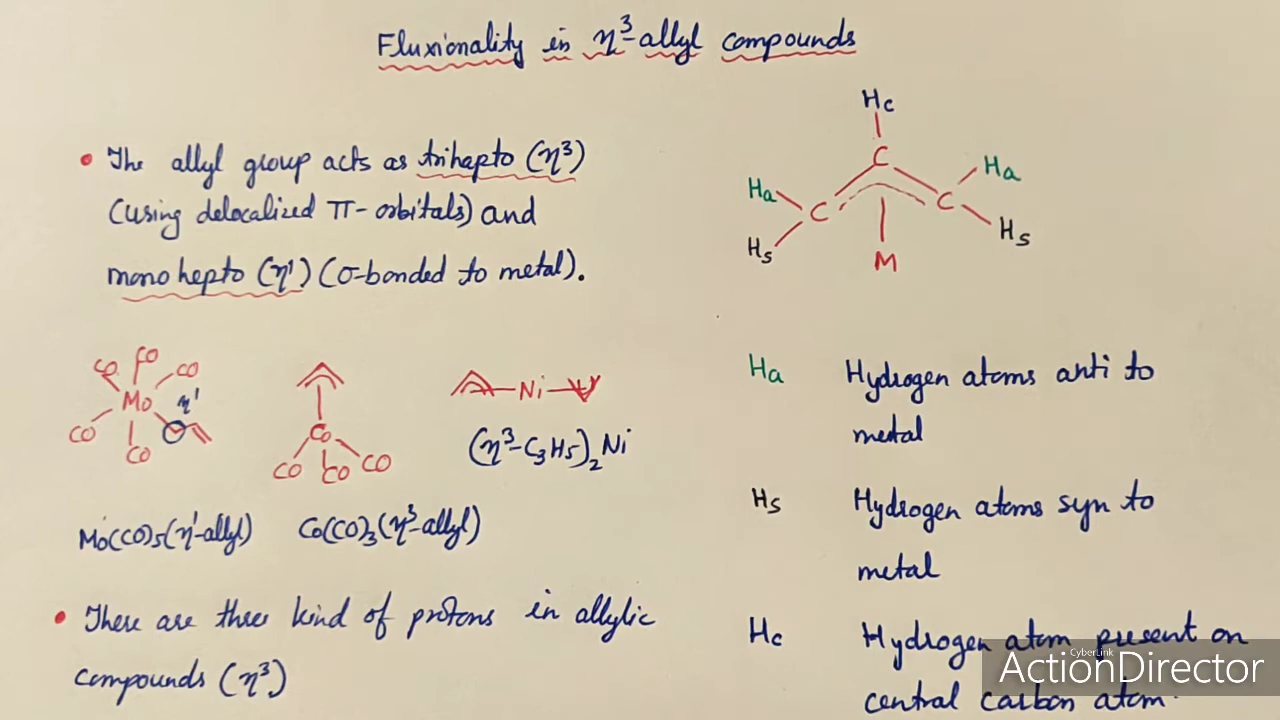 Fluxionality in η³-allyl compounds
• The allyl group acts as trihapto (η³)
(using delocalized π-orbitals) and
mono hepto (η¹) (σ-bonded to metal).
Hc
C
Ha C C Ha
Hs Hs
M
CO CO CO
Mo η¹
CO CO
Co
CO CO CO
Ni
(η³-C₃H₅)₂Ni
Mo(CO)₅(η¹-allyl) Co(CO)₃(η³-allyl)
• There are three kind of protons in allylic
compounds (η³)
Ha Hydrogen atoms anti to
metal
Hs Hydrogen atoms syn to
metal
Hc Hydrogen atom present on
central carbon atom.
CyberLink
ActionDirector